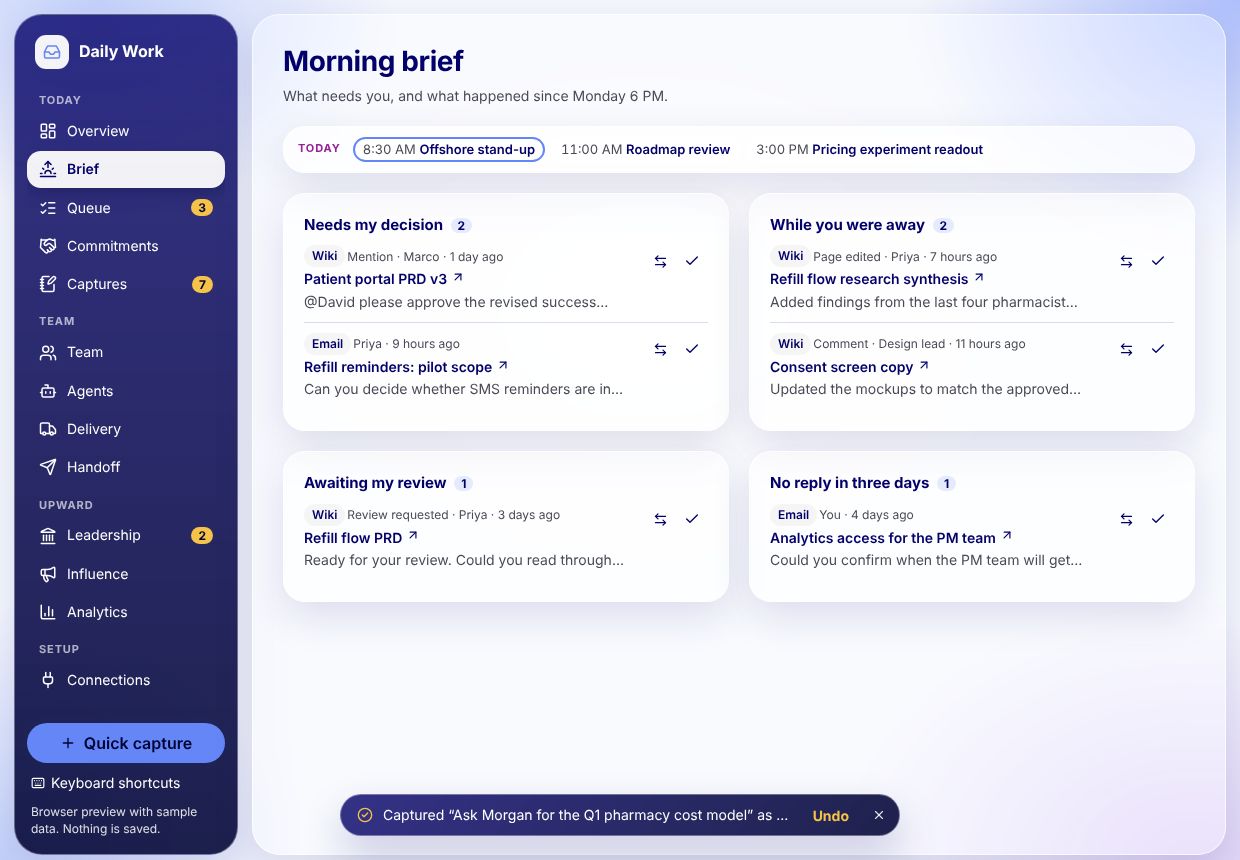 Daily Work
TODAY
Overview
Brief
Queue 3
Commitments
Captures 7
TEAM
Team
Agents
Delivery
Handoff
UPWARD
Leadership 2
Influence
Analytics
SETUP
Connections
Quick capture
Keyboard shortcuts
Browser preview with sample
data. Nothing is saved.
Morning brief
What needs you, and what happened since Monday 6 PM.
TODAY 8:30 AM Offshore stand-up 11:00 AM Roadmap review 3:00 PM Pricing experiment readout
Needs my decision 2
Wiki Mention · Marco · 1 day ago
Patient portal PRD v3
@David please approve the revised success...
Email Priya · 9 hours ago
Refill reminders: pilot scope
Can you decide whether SMS reminders are in...
While you were away 2
Wiki Page edited · Priya · 7 hours ago
Refill flow research synthesis
Added findings from the last four pharmacist...
Wiki Comment · Design lead · 11 hours ago
Consent screen copy
Updated the mockups to match the approved...
Awaiting my review 1
Wiki Review requested · Priya · 3 days ago
Refill flow PRD
Ready for your review. Could you read through...
No reply in three days 1
Email You · 4 days ago
Analytics access for the PM team
Could you confirm when the PM team will get...
Captured “Ask Morgan for the Q1 pharmacy cost model” as ... Undo